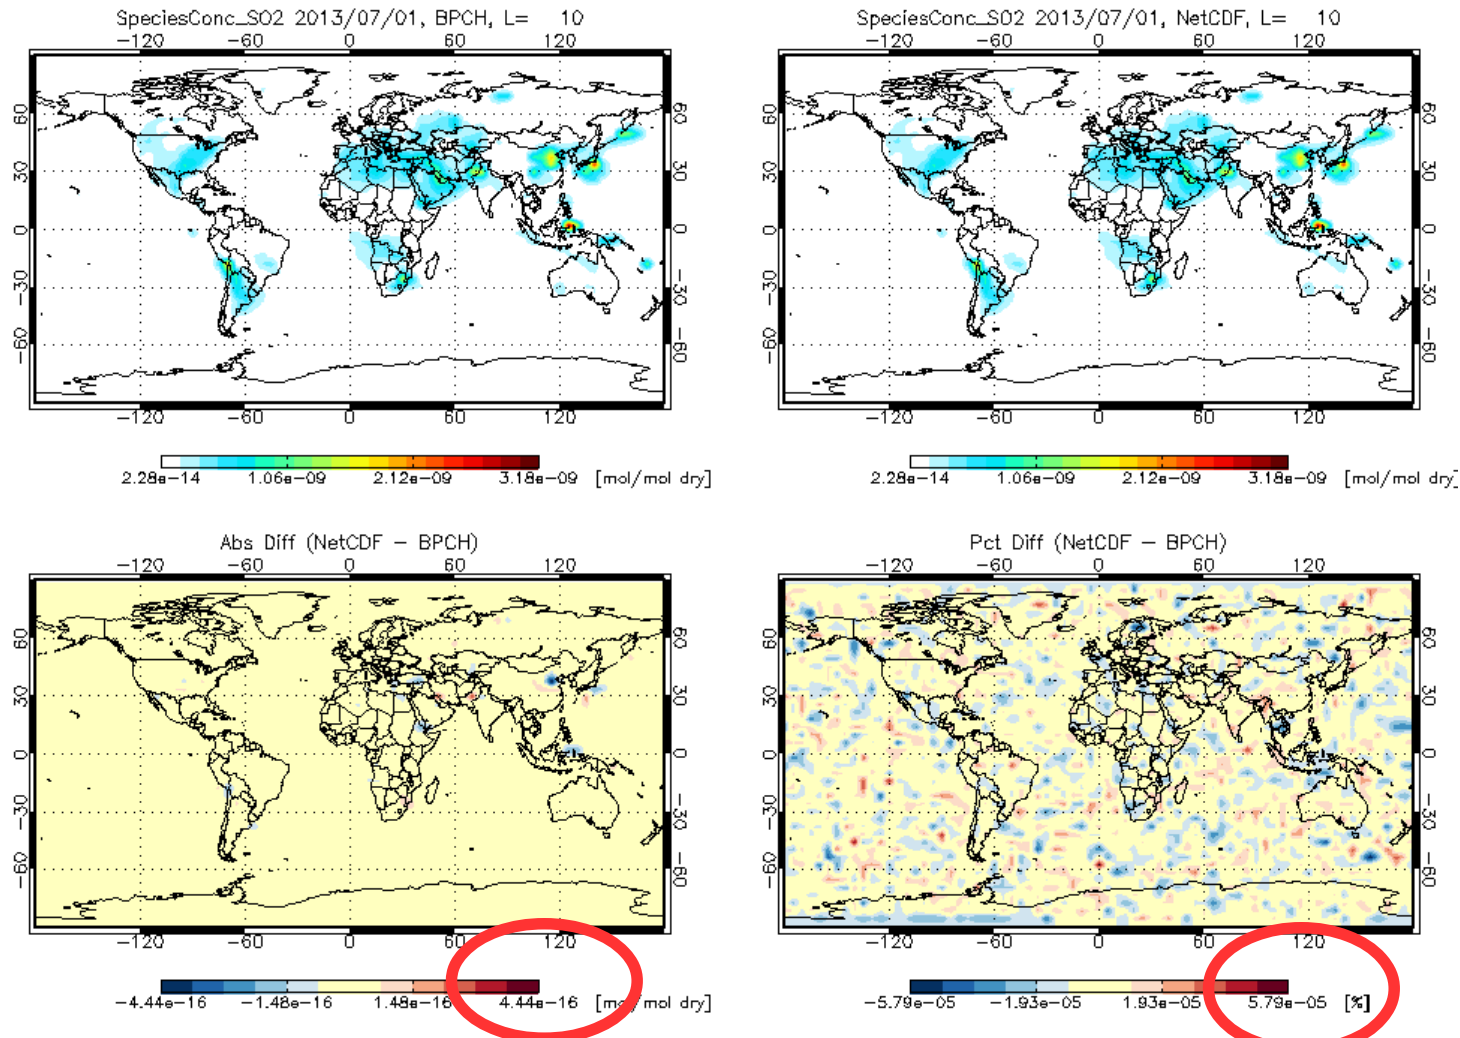 SpeciesConc_SO2 2013/07/01, BPCH, L= 10
-120 -60 0 60 120
60 60
30 30
0 0
-30 -30
-60 -60
-120 -60 0 60 120
2.28e-14 1.06e-09 2.12e-09 3.18e-09 [mol/mol dry]
SpeciesConc_SO2 2013/07/01, NetCDF, L= 10
-120 -60 0 60 120
60 60
30 30
0 0
-30 -30
-60 -60
-120 -60 0 60 120
2.28e-14 1.06e-09 2.12e-09 3.18e-09 [mol/mol dry]
Abs Diff (NetCDF - BPCH)
-120 -60 0 60 120
60 60
30 30
0 0
-30 -30
-60 -60
-120 -60 0 60 120
-4.44e-16 -1.48e-16 1.48e-16 4.44e-16 [mol/mol dry]
Pct Diff (NetCDF - BPCH)
-120 -60 0 60 120
60 60
30 30
0 0
-30 -30
-60 -60
-120 -60 0 60 120
-5.79e-05 -1.93e-05 1.93e-05 5.79e-05 [%]